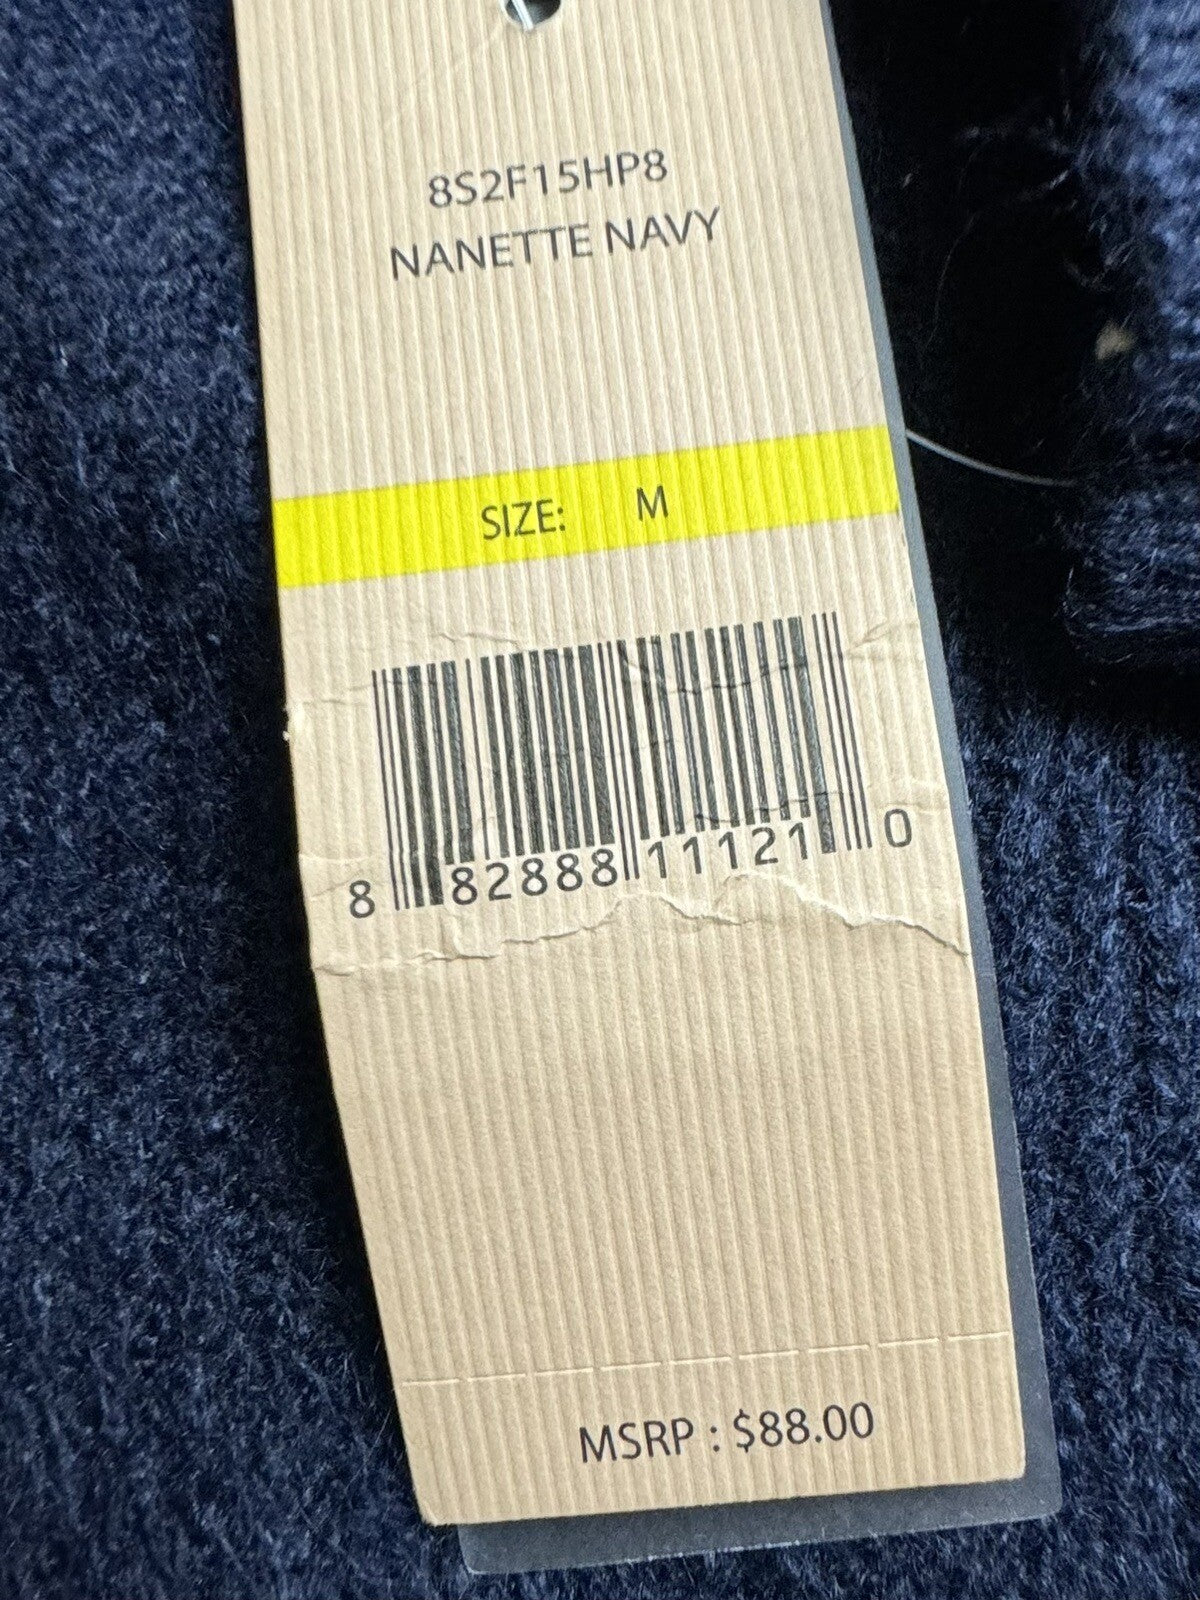 8S2F15HP8
NANETTE NAVY
SIZE: M
8 82888 11121 0
MSRP : $88.00